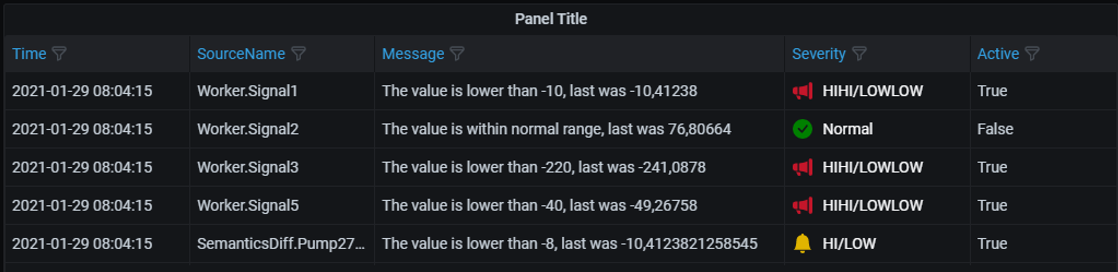 Panel Title
Time SourceName Message Severity Active
2021-01-29 08:04:15 Worker.Signal1 The value is lower than -10, last was -10,41238 HIHI/LOWLOW True
2021-01-29 08:04:15 Worker.Signal2 The value is within normal range, last was 76,80664 Normal False
2021-01-29 08:04:15 Worker.Signal3 The value is lower than -220, last was -241,0878 HIHI/LOWLOW True
2021-01-29 08:04:15 Worker.Signal5 The value is lower than -40, last was -49,26758 HIHI/LOWLOW True
2021-01-29 08:04:15 SemanticsDiff.Pump27... The value is lower than -8, last was -10,4123821258545 HI/LOW True